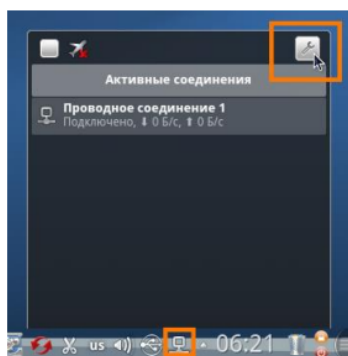 Активные соединения
Проводное соединение 1
Подключено, ⬇ 0 Б/с, ⬆ 0 Б/с
us 06:21